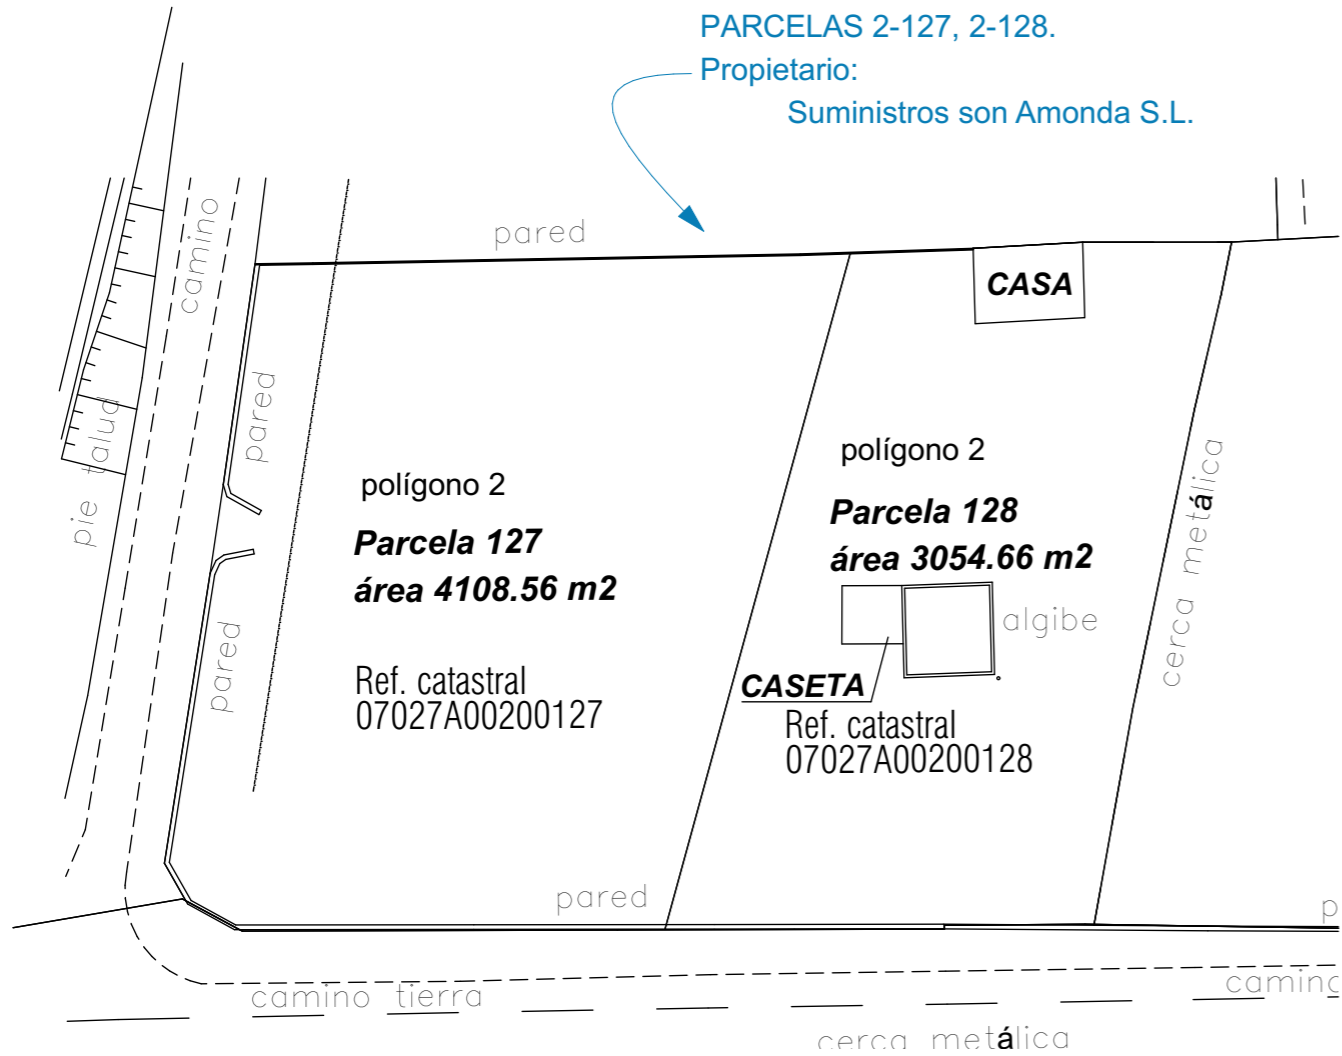 PARCELAS 2-127, 2-128.
Propietario:
Suministros son Amonda S.L.
camino
pared
CASA
pared
pie talud
polígono 2
Parcela 127
área 4108.56 m2
polígono 2
Parcela 128
área 3054.66 m2
cerca metálica
algibe
pared
CASETA
Ref. catastral
07027A00200127
Ref. catastral
07027A00200128
pared
p
camino tierra
camino
cerca metálica